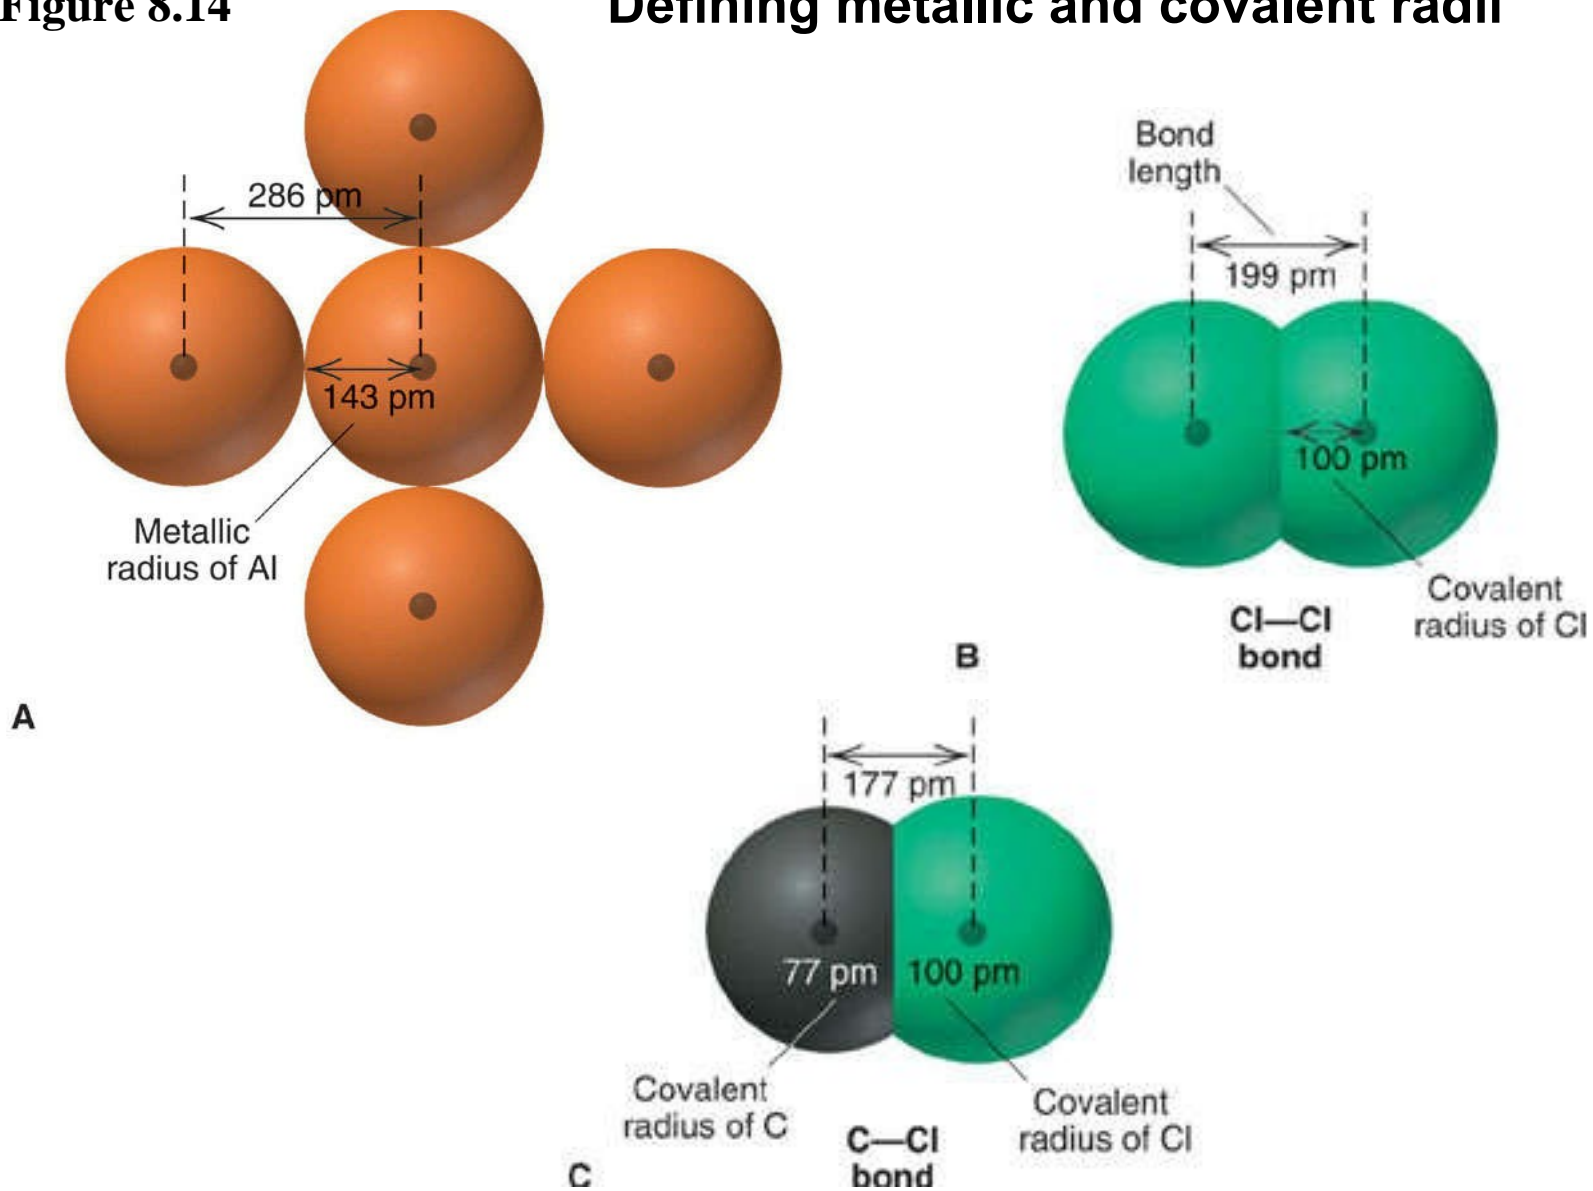 Figure 8.14
Defining metallic and covalent radii
286 pm
143 pm
Metallic
radius of Al
A
Bond
length
199 pm
100 pm
Covalent
radius of Cl
Cl—Cl
bond
B
177 pm
77 pm
100 pm
Covalent
radius of C
Covalent
radius of Cl
C—Cl
bond
C